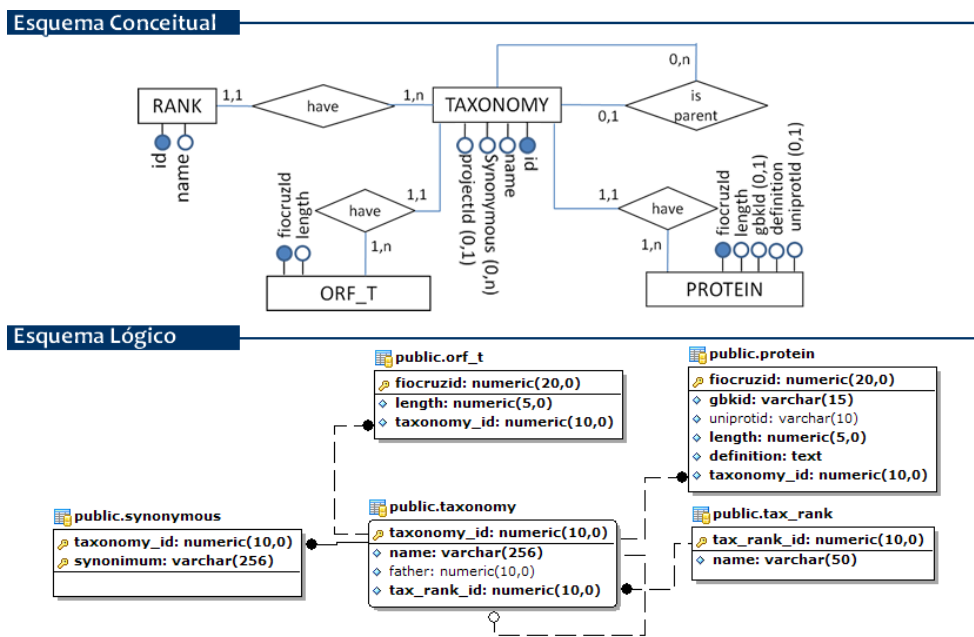 Esquema Conceitual
0,n
RANK
1,1
have
1,n
TAXONOMY
0,1
is
parent
id
name
projectId (0,1)
Synonymous (0,n)
name
id
fiocruzId
length
have
1,1
1,n
ORF_T
1,1
have
1,n
fiocruzId
length
gbkId (0,1)
definition
uniprotId (0,1)
PROTEIN
Esquema Lógico
public.orf_t
fiocruzid: numeric(20,0)
length: numeric(5,0)
taxonomy_id: numeric(10,0)
public.protein
fiocruzid: numeric(20,0)
gbkid: varchar(15)
uniprotid: varchar(10)
length: numeric(5,0)
definition: text
taxonomy_id: numeric(10,0)
public.synonymous
taxonomy_id: numeric(10,0)
synonimum: varchar(256)
public.taxonomy
taxonomy_id: numeric(10,0)
name: varchar(256)
father: numeric(10,0)
tax_rank_id: numeric(10,0)
public.tax_rank
tax_rank_id: numeric(10,0)
name: varchar(50)